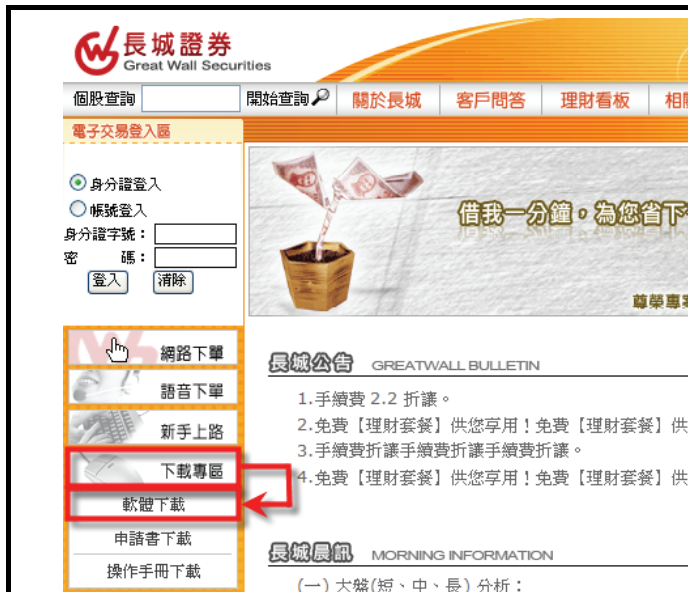 長城證券
Great Wall Securities
個股查詢 開始查詢 關於長城 客戶問答 理財看板
電子交易登入區
身分證登入
帳號登入
身分證字號：
密 碼：
登入 清除
借我一分鐘，為您省下
尊榮專案
網路下單
語音下單
新手上路
下載專區
軟體下載
申請書下載
操作手冊下載
長城公告 GREATWALL BULLETIN
1.手續費 2.2 折讓。
2.免費【理財套餐】供您享用！免費【理財套餐】供
3.手續費折讓手續費折讓手續費折讓。
4.免費【理財套餐】供您享用！免費【理財套餐】供
長城晨訊 MORNING INFORMATION
(一) 大盤(短、中、長) 分析：